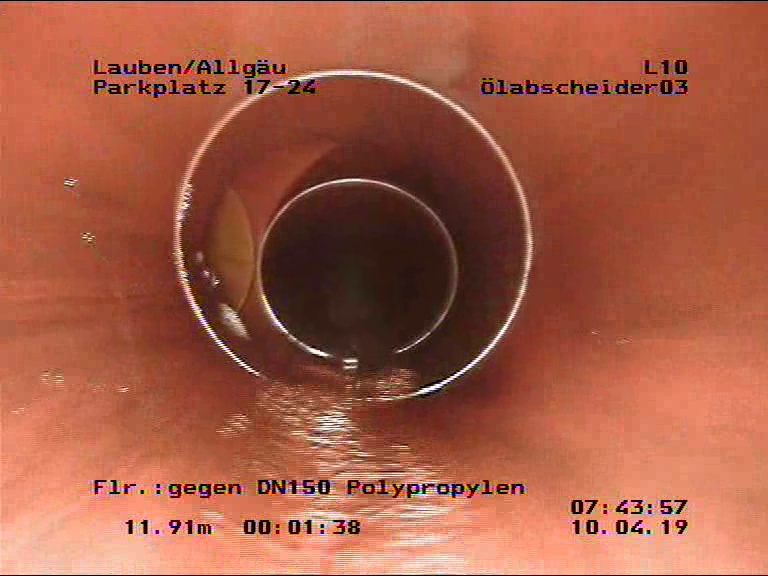 Lauben/Allgäu L10
Parkplatz 17-24 Ölabscheider03
Flr.:gegen DN150 Polypropylen
07:43:57
11.91m 00:01:38 10.04.19